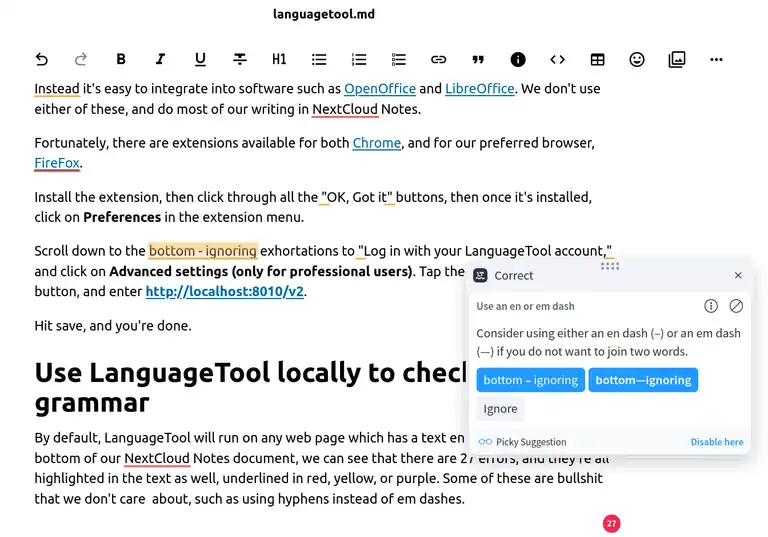 languagetool.md
B I U S H1
Instead it's easy to integrate into software such as OpenOffice and LibreOffice. We don't use
either of these, and do most of our writing in NextCloud Notes.
Fortunately, there are extensions available for both Chrome, and for our preferred browser,
FireFox.
Install the extension, then click through all the "OK, Got it" buttons, then once it's installed,
click on Preferences in the extension menu.
Scroll down to the bottom - ignoring exhortations to "Log in with your LanguageTool account,"
and click on Advanced settings (only for professional users). Tap the
button, and enter http://localhost:8010/v2.
Hit save, and you're done.
Correct
Use an en or em dash
Consider using either an en dash (–) or an em dash
(—) if you do not want to join two words.
bottom – ignoring bottom—ignoring
Ignore
Picky Suggestion Disable here
Use LanguageTool locally to chec
grammar
By default, LanguageTool will run on any web page which has a text en
bottom of our NextCloud Notes document, we can see that there are 27 errors, and they're all
highlighted in the text as well, underlined in red, yellow, or purple. Some of these are bullshit
that we don't care  about, such as using hyphens instead of em dashes.
27